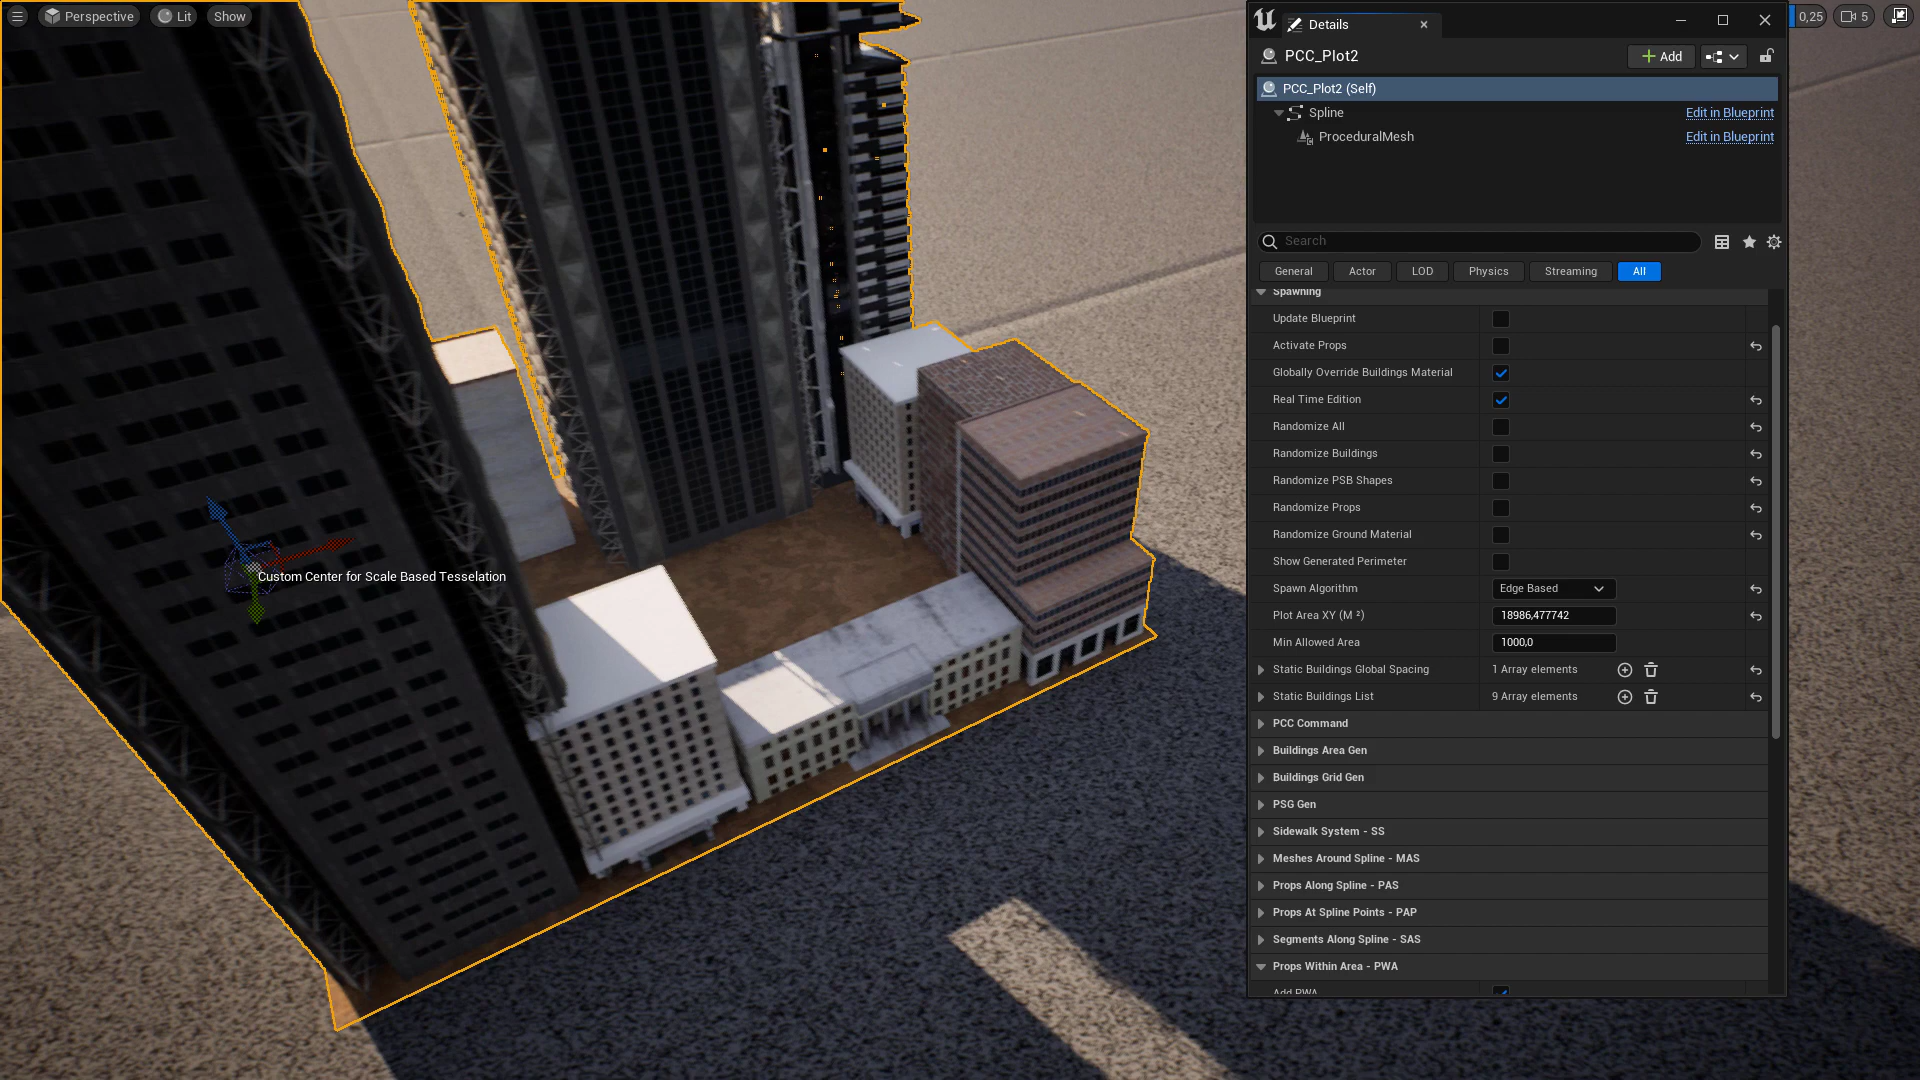 Perspective
Lit
Show
0,25
5
Details
PCC_Plot2
Add
PCC_Plot2 (Self)
Spline
Edit in Blueprint
ProceduralMesh
Edit in Blueprint
Search
General
Actor
LOD
Physics
Streaming
All
Spawning
Update Blueprint
Activate Props
Globally Override Buildings Material
Real Time Edition
Randomize All
Randomize Buildings
Randomize PSB Shapes
Randomize Props
Randomize Ground Material
Show Generated Perimeter
Spawn Algorithm
Edge Based
Plot Area XY (M ²)
18986,477742
Min Allowed Area
1000,0
Static Buildings Global Spacing
1 Array elements
Static Buildings List
9 Array elements
PCC Command
Buildings Area Gen
Buildings Grid Gen
PSG Gen
Sidewalk System - SS
Meshes Around Spline - MAS
Props Along Spline - PAS
Props At Spline Points - PAP
Segments Along Spline - SAS
Props Within Area - PWA
Add PWA
Custom Center for Scale Based Tesselation